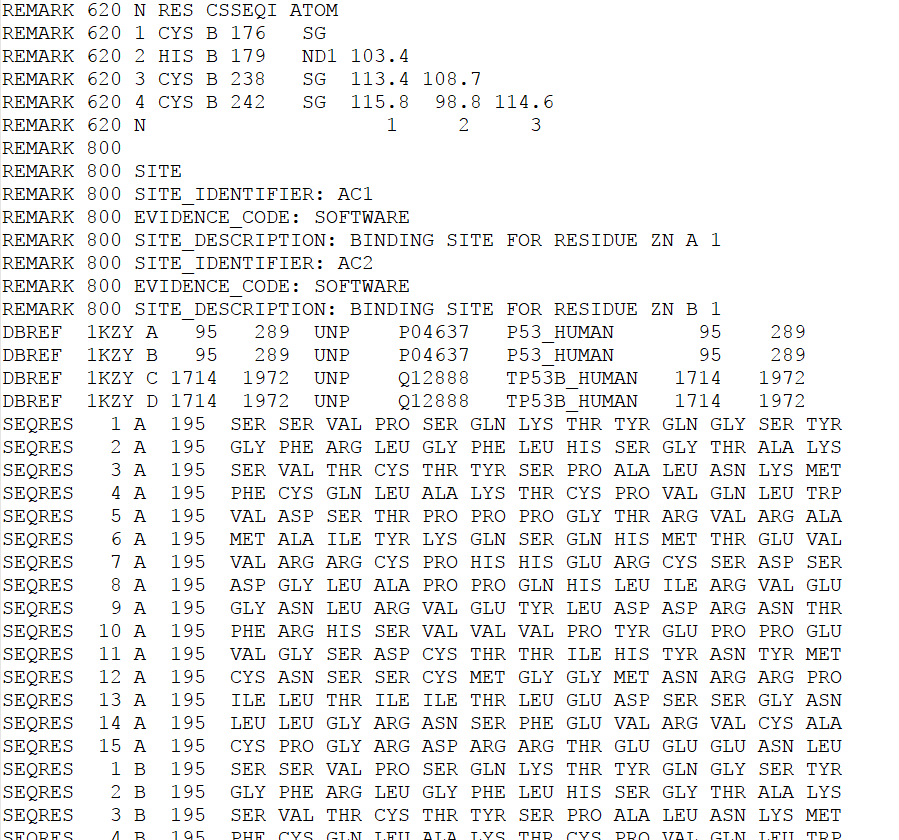 REMARK 620 N RES CSSEQI ATOM
REMARK 620 1 CYS B 176   SG
REMARK 620 2 HIS B 179   ND1 103.4
REMARK 620 3 CYS B 238   SG  113.4 108.7
REMARK 620 4 CYS B 242   SG  115.8  98.8 114.6
REMARK 620 N                    1     2     3
REMARK 800
REMARK 800 SITE
REMARK 800 SITE_IDENTIFIER: AC1
REMARK 800 EVIDENCE_CODE: SOFTWARE
REMARK 800 SITE_DESCRIPTION: BINDING SITE FOR RESIDUE ZN A 1
REMARK 800 SITE_IDENTIFIER: AC2
REMARK 800 EVIDENCE_CODE: SOFTWARE
REMARK 800 SITE_DESCRIPTION: BINDING SITE FOR RESIDUE ZN B 1
DBREF  1KZY A   95   289  UNP    P04637   P53_HUMAN       95    289
DBREF  1KZY B   95   289  UNP    P04637   P53_HUMAN       95    289
DBREF  1KZY C 1714  1972  UNP    Q12888   TP53B_HUMAN   1714   1972
DBREF  1KZY D 1714  1972  UNP    Q12888   TP53B_HUMAN   1714   1972
SEQRES   1 A  195  SER SER VAL PRO SER GLN LYS THR TYR GLN GLY SER TYR
SEQRES   2 A  195  GLY PHE ARG LEU GLY PHE LEU HIS SER GLY THR ALA LYS
SEQRES   3 A  195  SER VAL THR CYS THR TYR SER PRO ALA LEU ASN LYS MET
SEQRES   4 A  195  PHE CYS GLN LEU ALA LYS THR CYS PRO VAL GLN LEU TRP
SEQRES   5 A  195  VAL ASP SER THR PRO PRO PRO GLY THR ARG VAL ARG ALA
SEQRES   6 A  195  MET ALA ILE TYR LYS GLN SER GLN HIS MET THR GLU VAL
SEQRES   7 A  195  VAL ARG ARG CYS PRO HIS HIS GLU ARG CYS SER ASP SER
SEQRES   8 A  195  ASP GLY LEU ALA PRO PRO GLN HIS LEU ILE ARG VAL GLU
SEQRES   9 A  195  GLY ASN LEU ARG VAL GLU TYR LEU ASP ASP ARG ASN THR
SEQRES  10 A  195  PHE ARG HIS SER VAL VAL VAL PRO TYR GLU PRO PRO GLU
SEQRES  11 A  195  VAL GLY SER ASP CYS THR THR ILE HIS TYR ASN TYR MET
SEQRES  12 A  195  CYS ASN SER SER CYS MET GLY GLY MET ASN ARG ARG PRO
SEQRES  13 A  195  ILE LEU THR ILE ILE THR LEU GLU ASP SER SER GLY ASN
SEQRES  14 A  195  LEU LEU GLY ARG ASN SER PHE GLU VAL ARG VAL CYS ALA
SEQRES  15 A  195  CYS PRO GLY ARG ASP ARG ARG THR GLU GLU GLU ASN LEU
SEQRES   1 B  195  SER SER VAL PRO SER GLN LYS THR TYR GLN GLY SER TYR
SEQRES   2 B  195  GLY PHE ARG LEU GLY PHE LEU HIS SER GLY THR ALA LYS
SEQRES   3 B  195  SER VAL THR CYS THR TYR SER PRO ALA LEU ASN LYS MET
SEQRES   4 B  195  PHE CYS GLN LEU ALA LYS THR CYS PRO VAL GLN LEU TRP